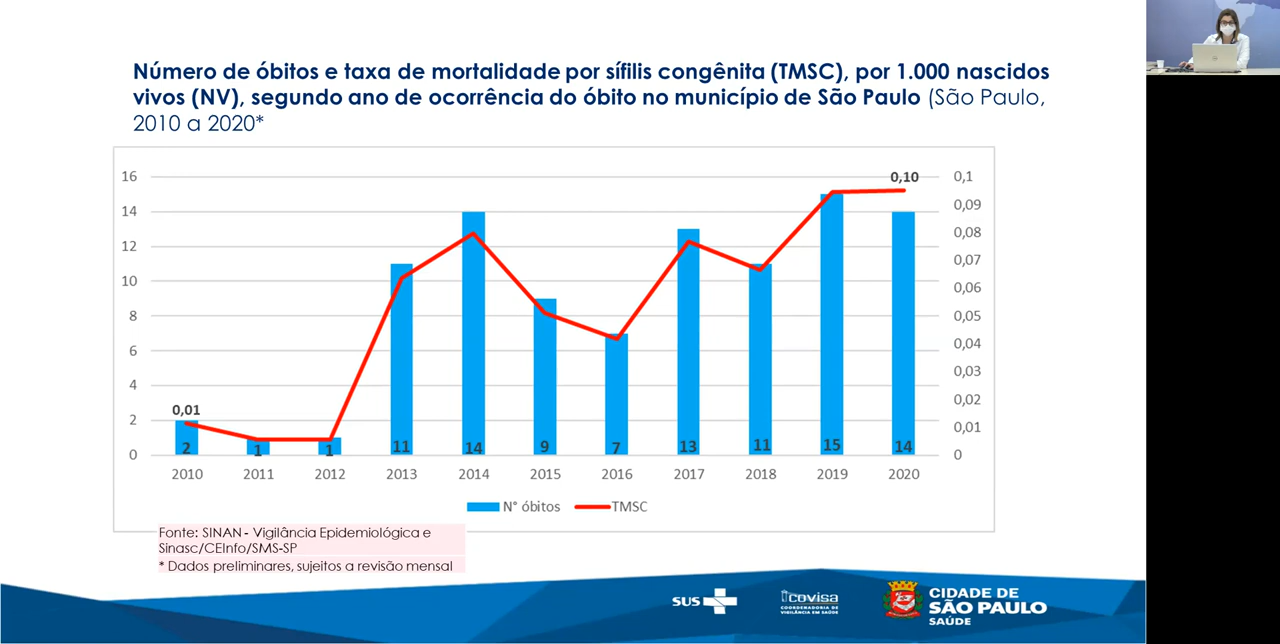 Número de óbitos e taxa de mortalidade por sífilis congênita (TMSC), por 1.000 nascidos
vivos (NV), segundo ano de ocorrência do óbito no município de São Paulo (São Paulo,
2010 a 2020*
16
14
12
10
8
6
4
2
0
0,01
0,10
2
1
1
11
14
9
7
13
11
15
14
2010
2011
2012
2013
2014
2015
2016
2017
2018
2019
2020
0,1
0,09
0,08
0,07
0,06
0,05
0,04
0,03
0,02
0,01
0
N° óbitos
TMSC
Fonte: SINAN - Vigilância Epidemiológica e
Sinasc/CEInfo/SMS-SP
* Dados preliminares, sujeitos a revisão mensal
SUS
covisa
COORDENADORIA DE
VIGILÂNCIA EM SAÚDE
CIDADE DE
SÃO PAULO
SAÚDE